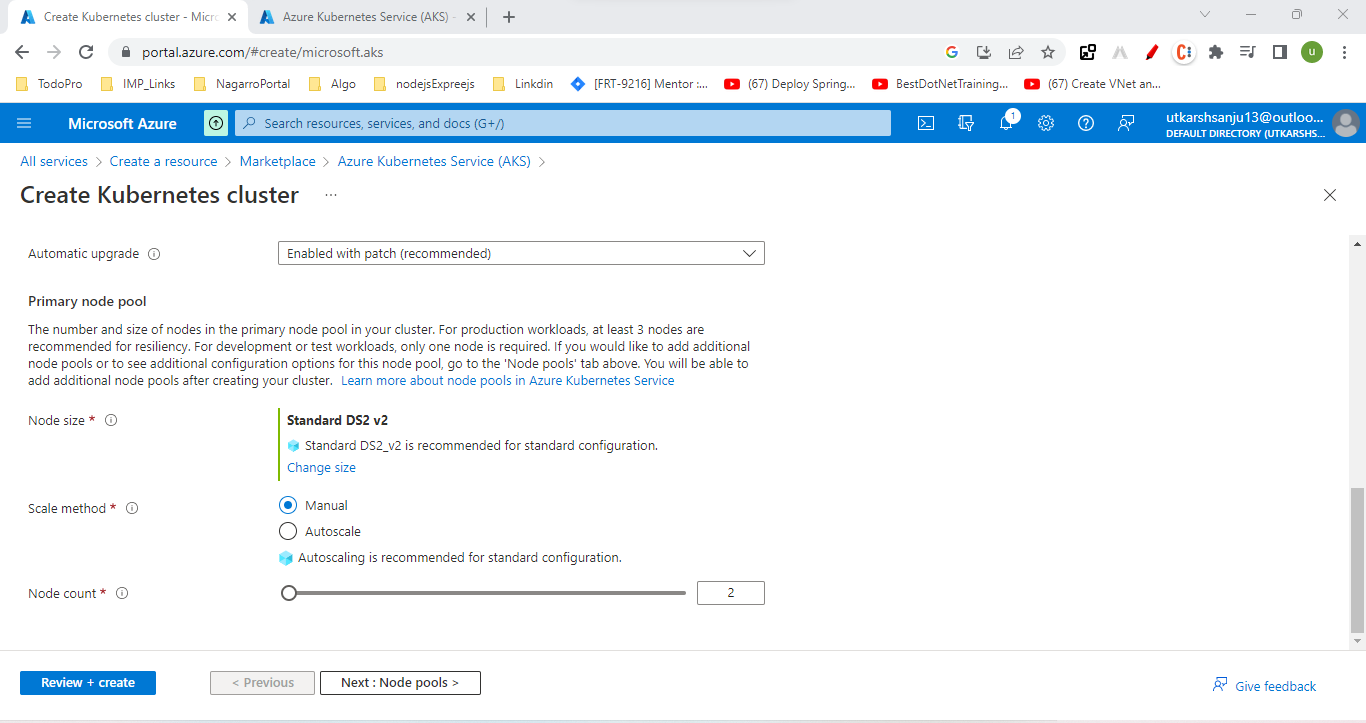 Create Kubernetes cluster - Micro
Azure Kubernetes Service (AKS) -
portal.azure.com/#create/microsoft.aks
u
TodoPro
IMP_Links
NagarroPortal
Algo
nodejsExpreejs
Linkdin
[FRT-9216] Mentor :...
(67) Deploy Spring...
BestDotNetTraining...
(67) Create VNet an...
Microsoft Azure
Search resources, services, and docs (G+/)
1
utkarshsanju13@outloo...
DEFAULT DIRECTORY (UTKARSHS...
All services > Create a resource > Marketplace > Azure Kubernetes Service (AKS) >
Create Kubernetes cluster ...
Automatic upgrade
Enabled with patch (recommended)
Primary node pool
The number and size of nodes in the primary node pool in your cluster. For production workloads, at least 3 nodes are
recommended for resiliency. For development or test workloads, only one node is required. If you would like to add additional
node pools or to see additional configuration options for this node pool, go to the 'Node pools' tab above. You will be able to
add additional node pools after creating your cluster. Learn more about node pools in Azure Kubernetes Service
Node size *
Standard DS2 v2
Standard DS2_v2 is recommended for standard configuration.
Change size
Scale method *
Manual
Autoscale
Autoscaling is recommended for standard configuration.
Node count *
2
Review + create
< Previous
Next : Node pools >
Give feedback